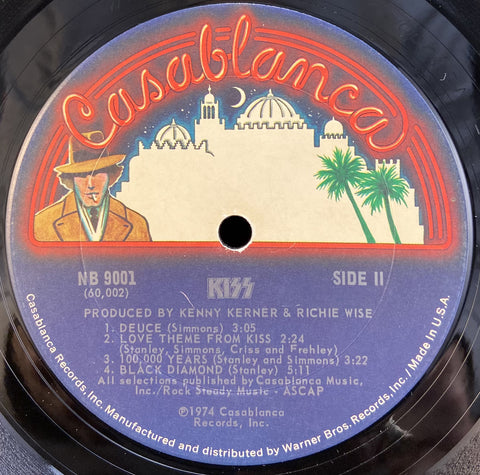 Casablanca
NB 9001
(60,002)
KISS
SIDE II
PRODUCED BY KENNY KERNER & RICHIE WISE
1. DEUCE (Simmons) 3:05
2. LOVE THEME FROM KISS 2:24
(Stanley, Simmons, Criss and Frehley)
3. 100,000 YEARS (Stanley and Simmons) 3:22
4. BLACK DIAMOND (Stanley) 5:11
All selections published by Casablanca Music,
Inc./Rock Steady Music - ASCAP
℗1974 Casablanca
Records, Inc.
Casablanca Records, Inc. Manufactured and distributed by Warner Bros. Records, Inc./Made in U.S.A.